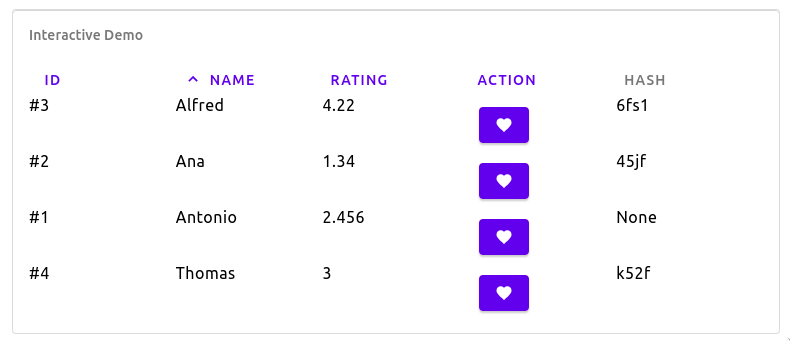 Interactive Demo
ID NAME RATING ACTION HASH
#3 Alfred 4.22 6fs1
#2 Ana 1.34 45jf
#1 Antonio 2.456 None
#4 Thomas 3 k52f